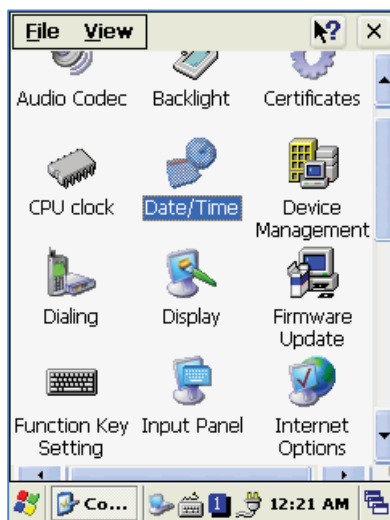 File View ?
Audio Codec Backlight Certificates
CPU clock Date/Time Device
Management
Dialing Display Firmware
Update
Function Key Input Panel Internet
Setting Options
Co... 1 12:21 AM